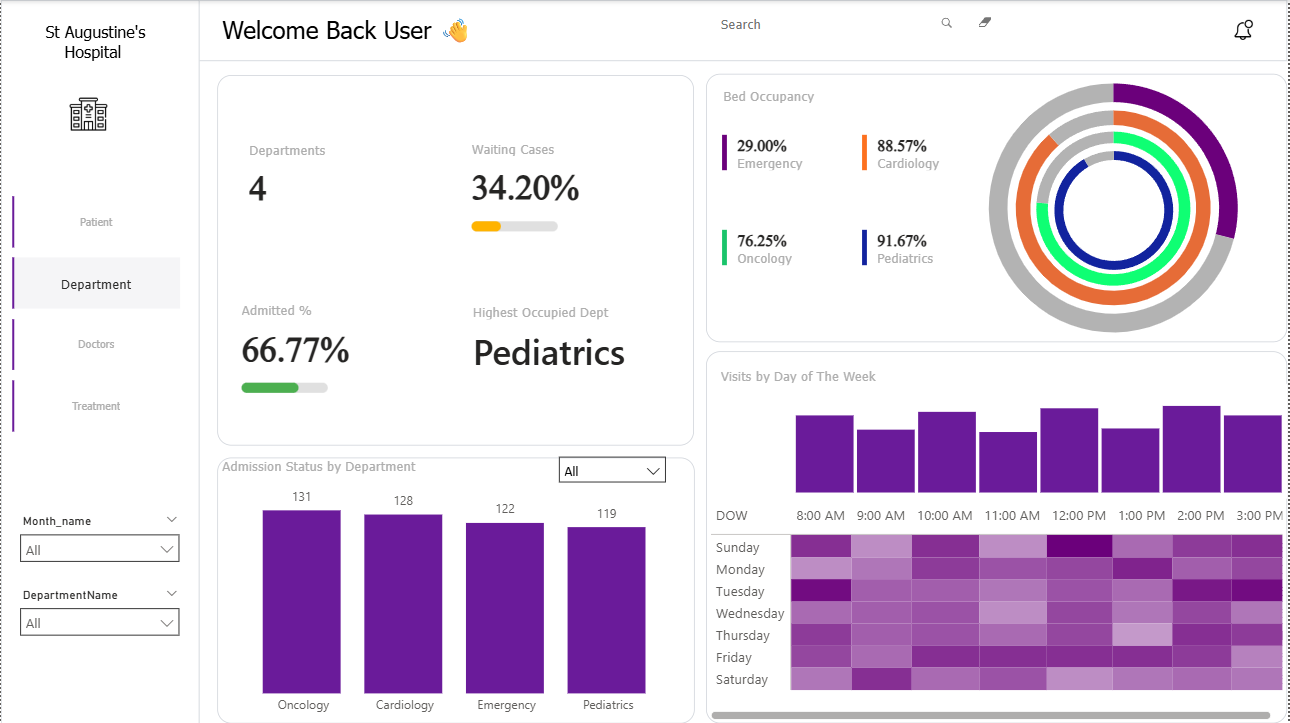 St Augustine's
Hospital
Welcome Back User
Search
Patient
Department
Doctors
Treatment
Month_name
All
DepartmentName
All
Departments
4
Waiting Cases
34.20%
Admitted %
66.77%
Highest Occupied Dept
Pediatrics
Bed Occupancy
29.00%
Emergency
88.57%
Cardiology
76.25%
Oncology
91.67%
Pediatrics
Admission Status by Department
All
131
128
122
119
Oncology Cardiology Emergency Pediatrics
Visits by Day of The Week
DOW 8:00 AM 9:00 AM 10:00 AM 11:00 AM 12:00 PM 1:00 PM 2:00 PM 3:00 PM
Sunday
Monday
Tuesday
Wednesday
Thursday
Friday
Saturday